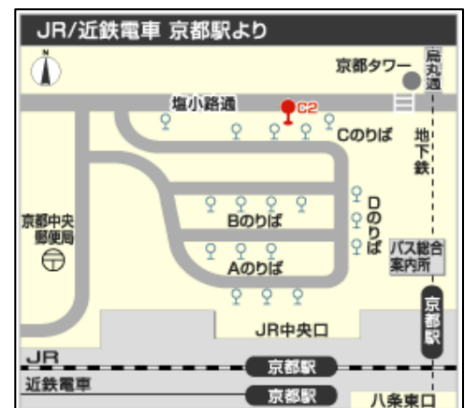 JR/近鉄電車 京都駅より
N
京都タワー
烏丸通
塩小路通
C2
Cのりば
地下鉄
Dのりば
Bのりば
京都中央
郵便局
バス総合
案内所
Aのりば
京都駅
JR中央口
JR
京都駅
近鉄電車
京都駅
八条東口